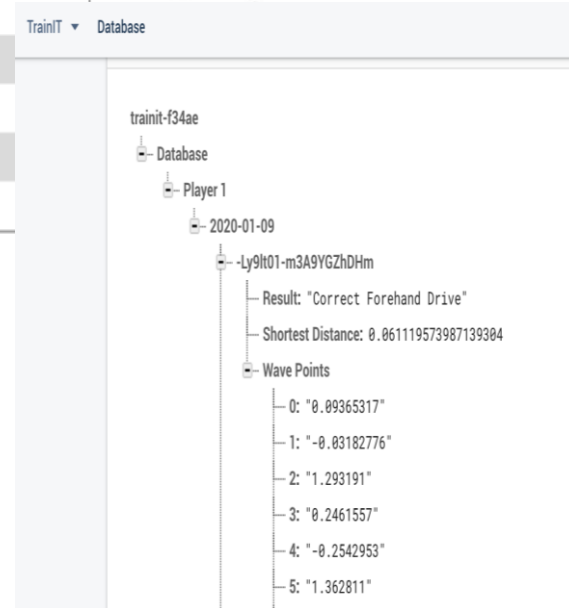 TrainIT Database
trainit-f34ae
Database
Player 1
2020-01-09
-Ly9lt01-m3A9YGZhDHm
Result: "Correct Forehand Drive"
Shortest Distance: 0.061119573987139304
Wave Points
0: "0.09365317"
1: "-0.03182776"
2: "1.293191"
3: "0.2461557"
4: "-0.2542953"
5: "1.362811"